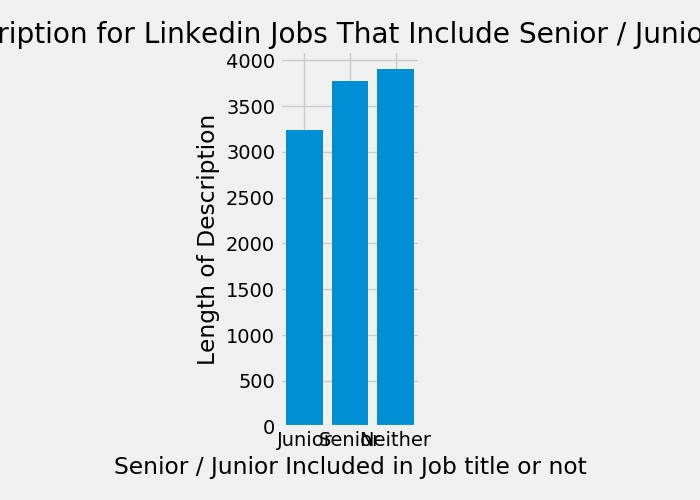 ription for Linkedin Jobs That Include Senior / Junio
4000
3500
3000
2500
2000
1500
1000
500
0
Length of Description
Junior Senior Neither
Senior / Junior Included in Job title or not